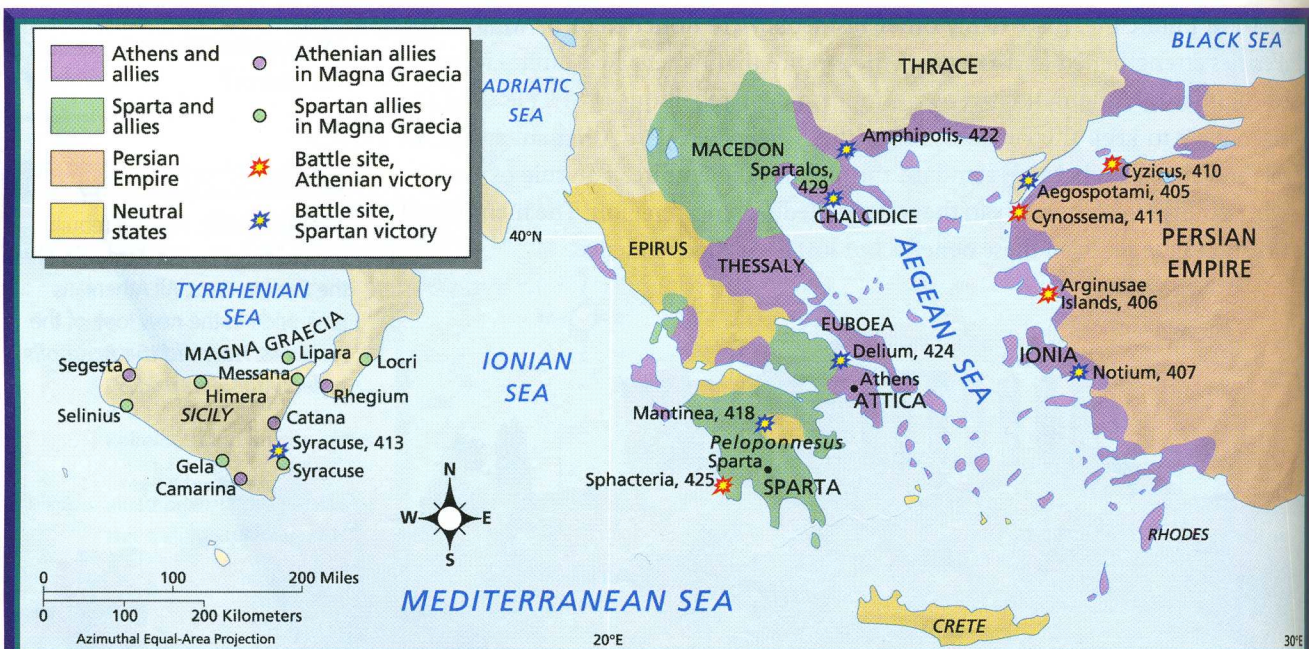 Athens and
allies
Sparta and
allies
Persian
Empire
Neutral
states
Athenian allies
in Magna Graecia
Spartan allies
in Magna Graecia
Battle site,
Athenian victory
Battle site,
Spartan victory
BLACK SEA
ADRIATIC
SEA
THRACE
MACEDON
Amphipolis, 422
Spartalos,
429
CHALCIDICE
Cyzicus, 410
Aegospotami, 405
Cynossema, 411
40°N
EPIRUS
THESSALY
PERSIAN
EMPIRE
AEGEAN SEA
Arginusae
Islands, 406
TYRRHENIAN
SEA
MAGNA GRAECIA
EUBOEA
IONIAN
SEA
Delium, 424
IONIA
Notium, 407
Athens
ATTICA
Segesta
Lipara
Locri
Messana
Himera
Rhegium
Selinius
SICILY
Catana
Syracuse, 413
Syracuse
Gela
Camarina
Mantinea, 418
Peloponnesus
Sparta
Sphacteria, 425
SPARTA
N
W E
S
RHODES
0 100 200 Miles
0 100 200 Kilometers
Azimuthal Equal-Area Projection
MEDITERRANEAN SEA
CRETE
20°E
30°E